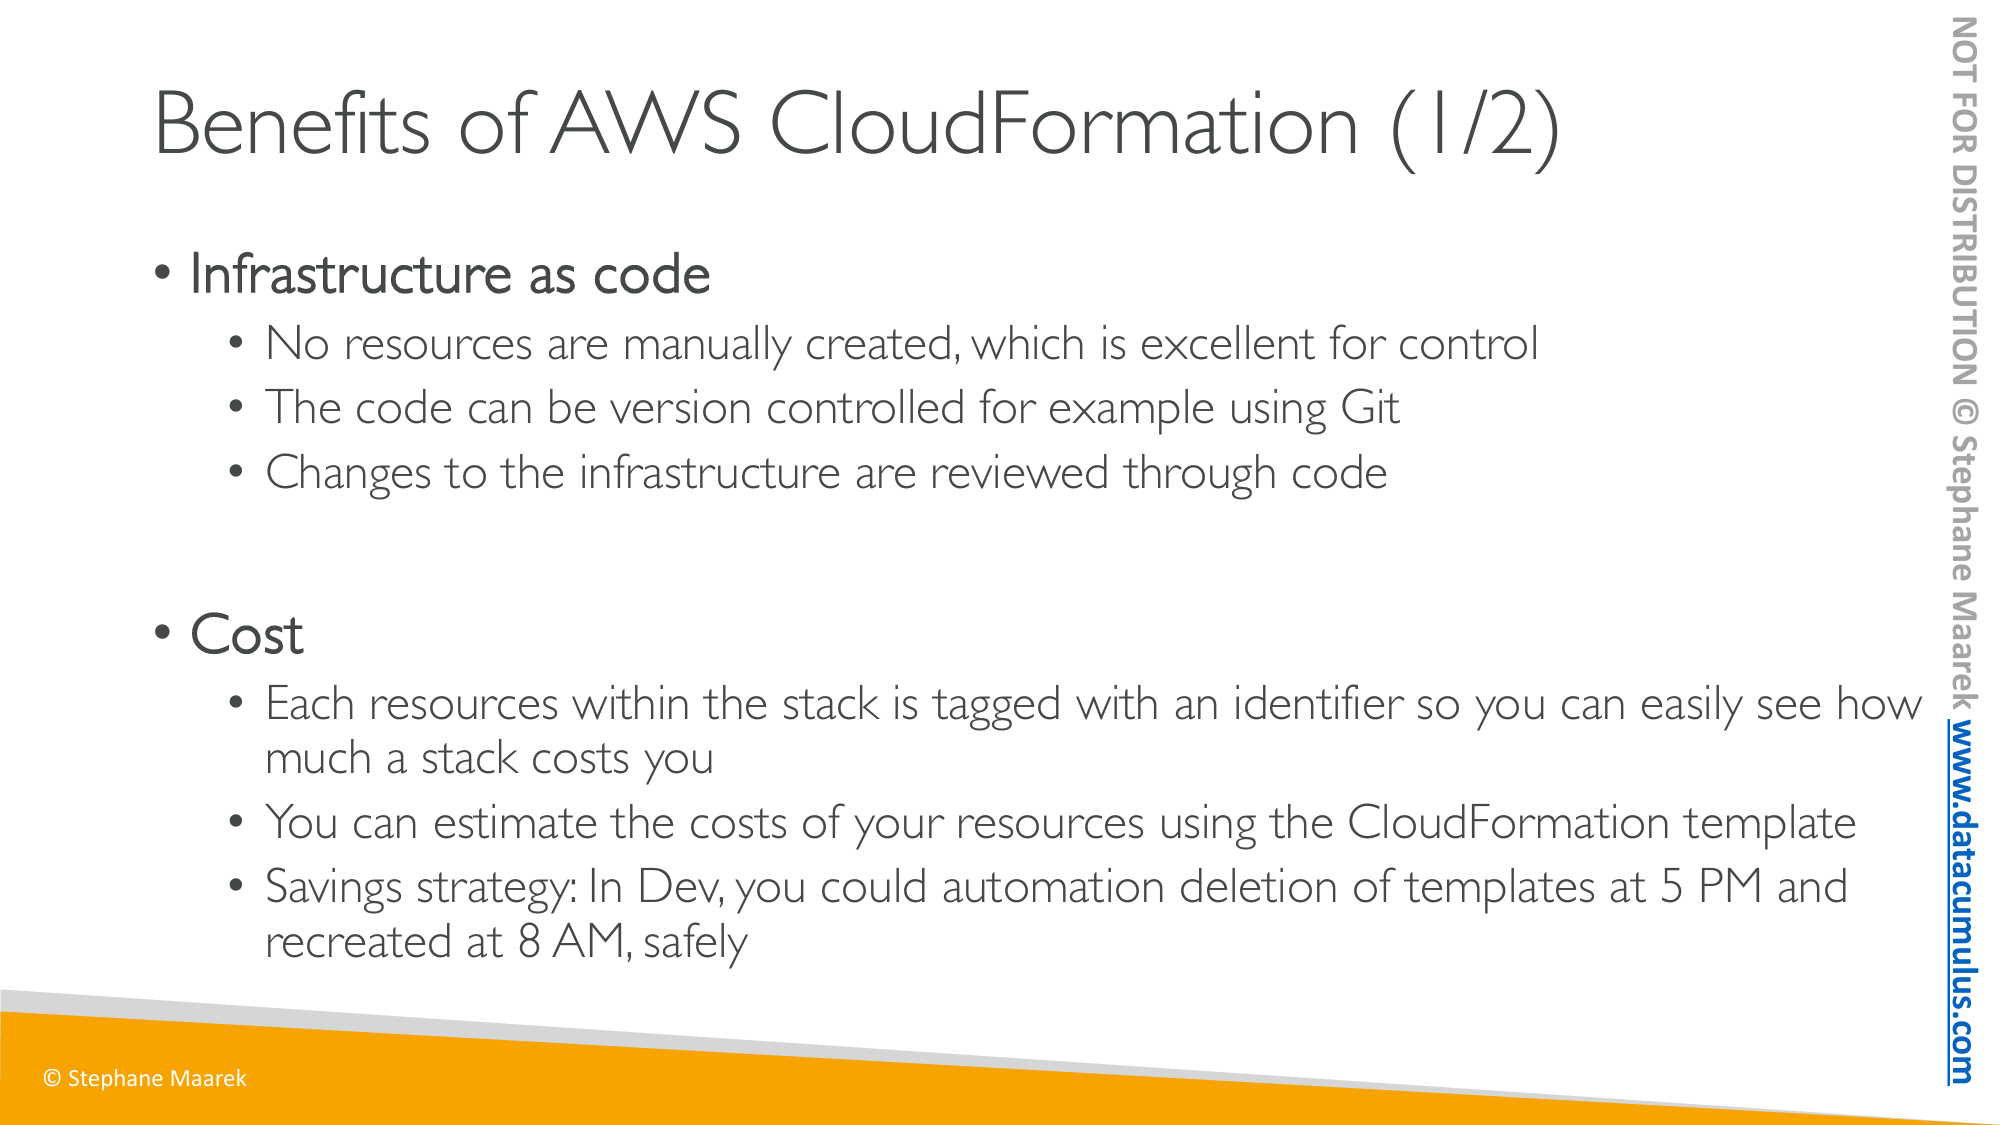 Benefits of AWS CloudFormation (1/2)
• Infrastructure as code
• No resources are manually created, which is excellent for control
• The code can be version controlled for example using Git
• Changes to the infrastructure are reviewed through code
• Cost
• Each resources within the stack is tagged with an identifier so you can easily see how
much a stack costs you
• You can estimate the costs of your resources using the CloudFormation template
• Savings strategy: In Dev, you could automation deletion of templates at 5 PM and
recreated at 8 AM, safely
© Stephane Maarek
NOT FOR DISTRIBUTION © Stephane Maarek www.datacumulus.com